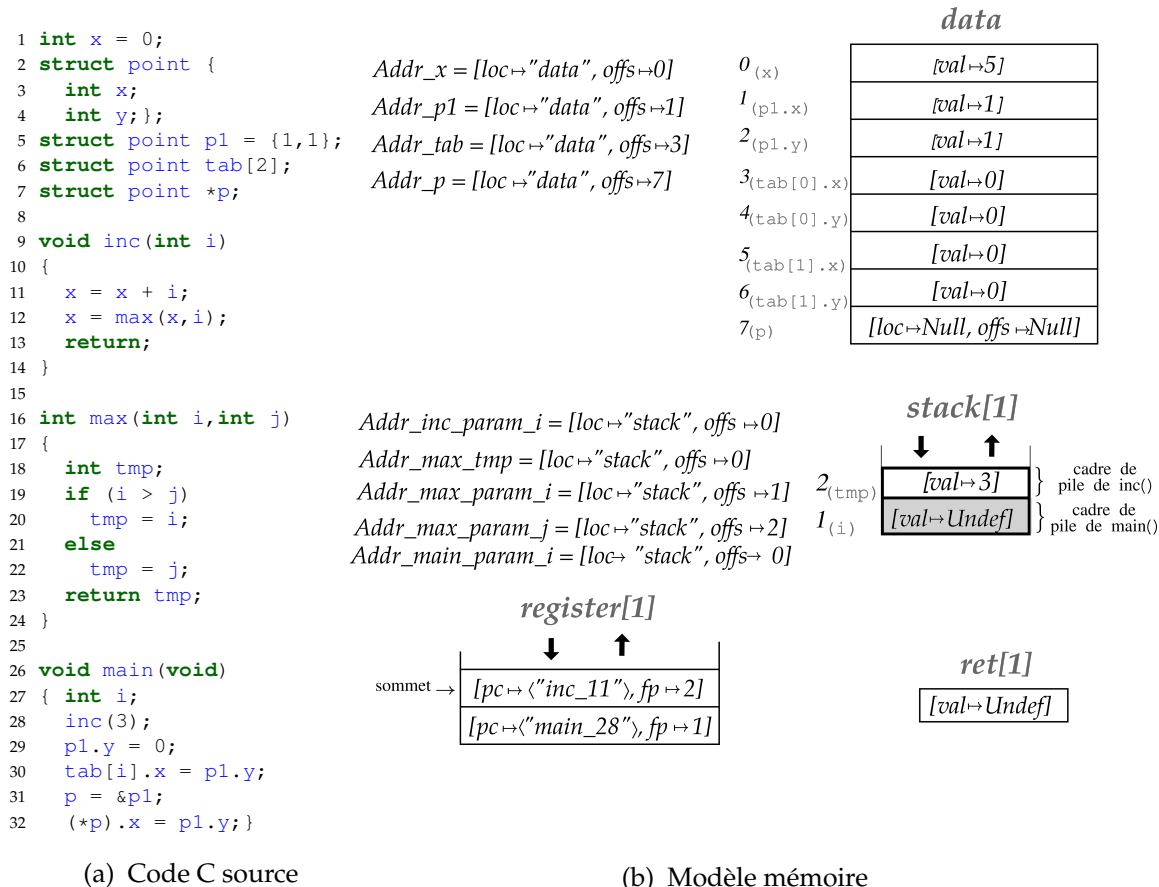 1 int x = 0;
2 struct point {
3 int x;
4 int y;};
5 struct point p1 = {1,1};
6 struct point tab[2];
7 struct point *p;
8
9 void inc(int i)
10 {
11 x = x + i;
12 x = max(x,i);
13 return;
14 }
15
16 int max(int i,int j)
17 {
18 int tmp;
19 if (i > j)
20 tmp = i;
21 else
22 tmp = j;
23 return tmp;
24 }
25
26 void main(void)
27 { int i;
28 inc(3);
29 p1.y = 0;
30 tab[i].x = p1.y;
31 p = &p1;
32 (*p).x = p1.y;}
(a) Code C source
Addr_x = [loc↦"data", offs↦0]
Addr_p1 = [loc↦"data", offs↦1]
Addr_tab = [loc↦"data", offs↦3]
Addr_p = [loc↦"data", offs↦7]
data
0(x) [val↦5]
1(p1.x) [val↦1]
2(p1.y) [val↦1]
3(tab[0].x) [val↦0]
4(tab[0].y) [val↦0]
5(tab[1].x) [val↦0]
6(tab[1].y) [val↦0]
7(p) [loc↦Null, offs↦Null]
Addr_inc_param_i = [loc↦"stack", offs ↦0]
Addr_max_tmp = [loc↦"stack", offs ↦0]
Addr_max_param_i = [loc↦"stack", offs ↦1]
Addr_max_param_j = [loc↦"stack", offs ↦2]
Addr_main_param_i = [loc↦ "stack", offs→ 0]
stack[1]
2(tmp) [val↦3] } cadre de
pile de inc()
1(i) [val↦Undef] } cadre de
pile de main()
register[1]
sommet → [pc↦⟨"inc_11"⟩, fp↦2]
[pc↦⟨"main_28"⟩, fp↦1]
ret[1]
[val↦Undef]
(b) Modèle mémoire